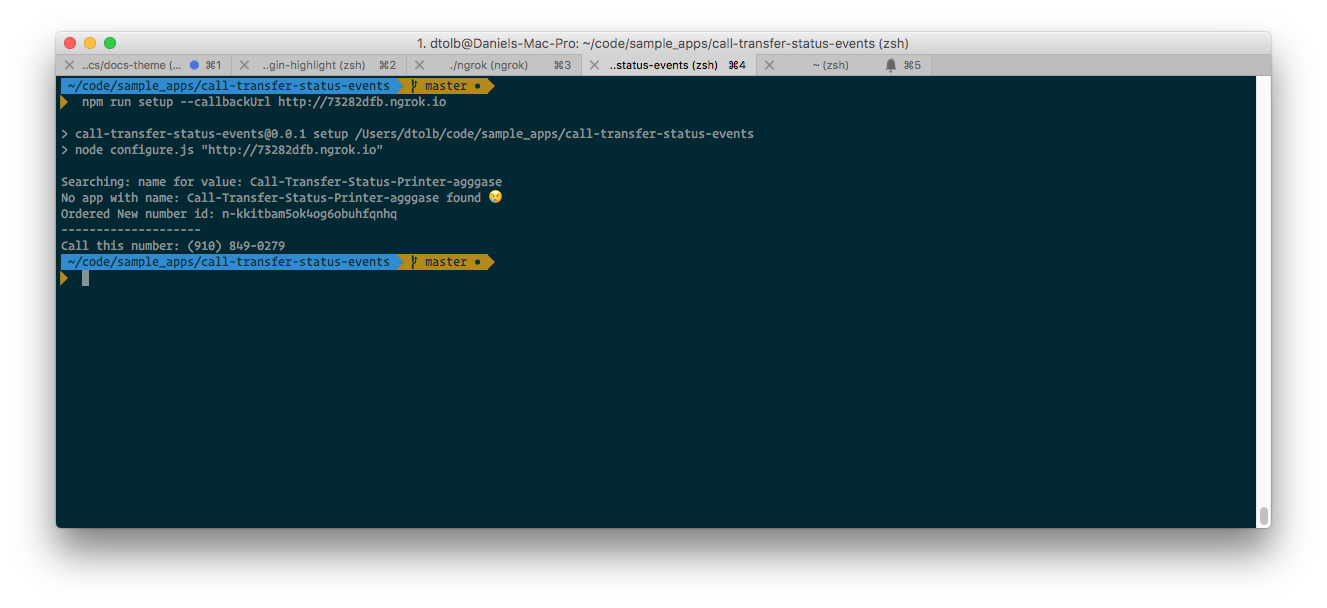 1. dtolb@Daniels-Mac-Pro: ~/code/sample_apps/call-transfer-status-events (zsh)
..cs/docs-theme (... ⌘1 ..gin-highlight (zsh) ⌘2 ./ngrok (ngrok) ⌘3 ..status-events (zsh) ⌘4 ~ (zsh) ⌘5
~/code/sample_apps/call-transfer-status-events master ●
npm run setup --callbackUrl http://73282dfb.ngrok.io
> call-transfer-status-events@0.0.1 setup /Users/dtolb/code/sample_apps/call-transfer-status-events
> node configure.js "http://73282dfb.ngrok.io"
Searching: name for value: Call-Transfer-Status-Printer-agggase
No app with name: Call-Transfer-Status-Printer-agggase found 😢
Ordered New number id: n-kkitbam5ok4og6obuhfqnhq
--------------------
Call this number: (910) 849-0279
~/code/sample_apps/call-transfer-status-events master ●